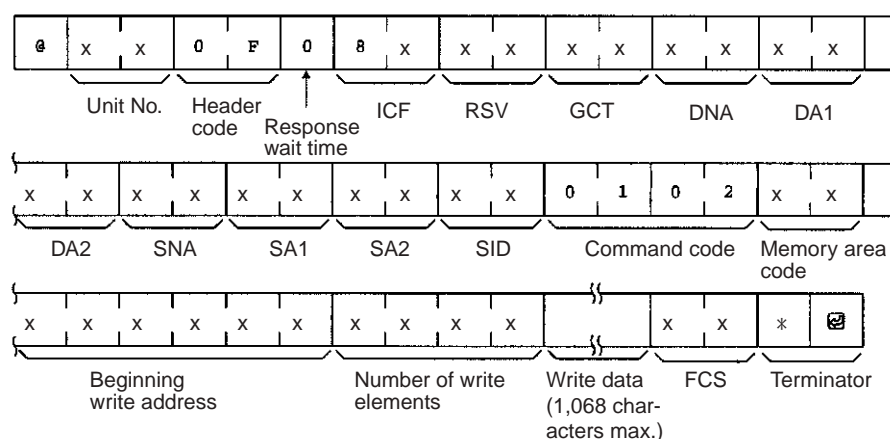 @ x x 0 F 0 8 x x x x x x x x x
Unit No. Header code Response wait time ICF RSV GCT DNA DA1
x x x x x x x x x x 0 1 0 2 x x
DA2 SNA SA1 SA2 SID Command code Memory area code
x x x x x x x x x x x x * ↵
Beginning write address Number of write elements Write data (1,068 char-acters max.) FCS Terminator